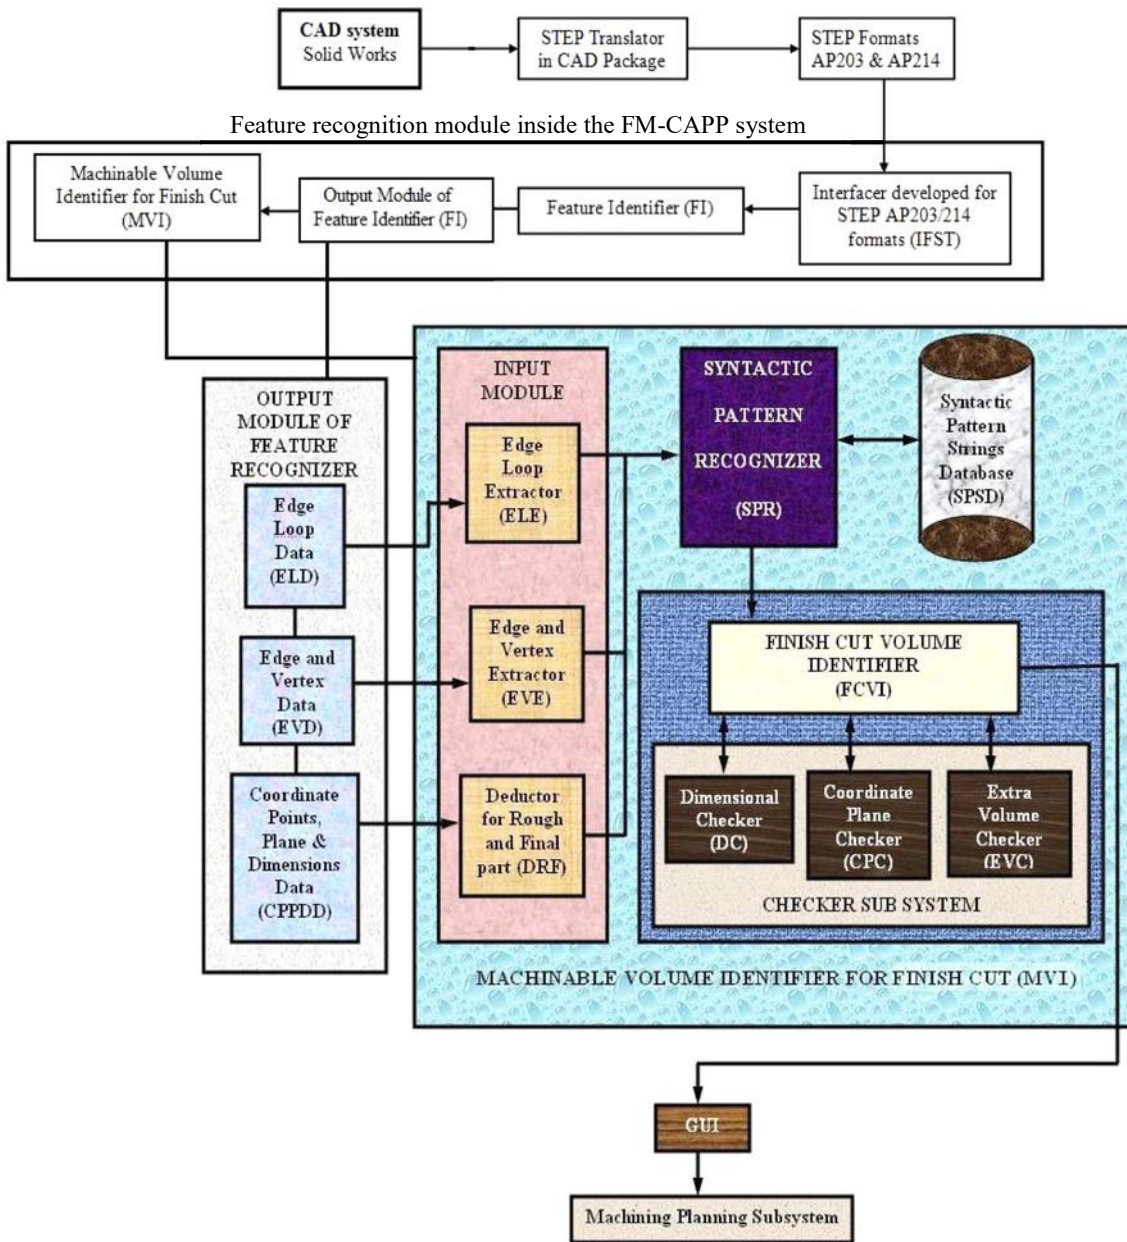 CAD system
Solid Works
STEP Translator
in CAD Package
STEP Formats
AP203 & AP214
Feature recognition module inside the FM-CAPP system
Machinable Volume
Identifier for Finish Cut
(MVI)
Output Module of
Feature Identifier (FI)
Feature Identifier (FI)
Interfacer developed for
STEP AP203/214
formats (IFST)
OUTPUT
MODULE OF
FEATURE
RECOGNIZER
Edge
Loop
Data
(ELD)
Edge and
Vertex
Data
(EVD)
Coordinate
Points,
Plane &
Dimensions
Data
(CPPDD)
INPUT
MODULE
Edge
Loop
Extractor
(ELE)
Edge and
Vertex
Extractor
(EVE)
Deductor
for Rough
and Final
part (DRF)
SYNTACTIC
PATTERN
RECOGNIZER
(SPR)
Syntactic
Pattern
Strings
Database
(SPSD)
FINISH CUT VOLUME
IDENTIFIER
(FCVI)
Dimensional
Checker
(DC)
Coordinate
Plane
Checker
(CPC)
Extra
Volume
Checker
(EVC)
CHECKER SUB SYSTEM
MACHINABLE VOLUME IDENTIFIER FOR FINISH CUT (MVI)
GUI
Machining Planning Subsystem